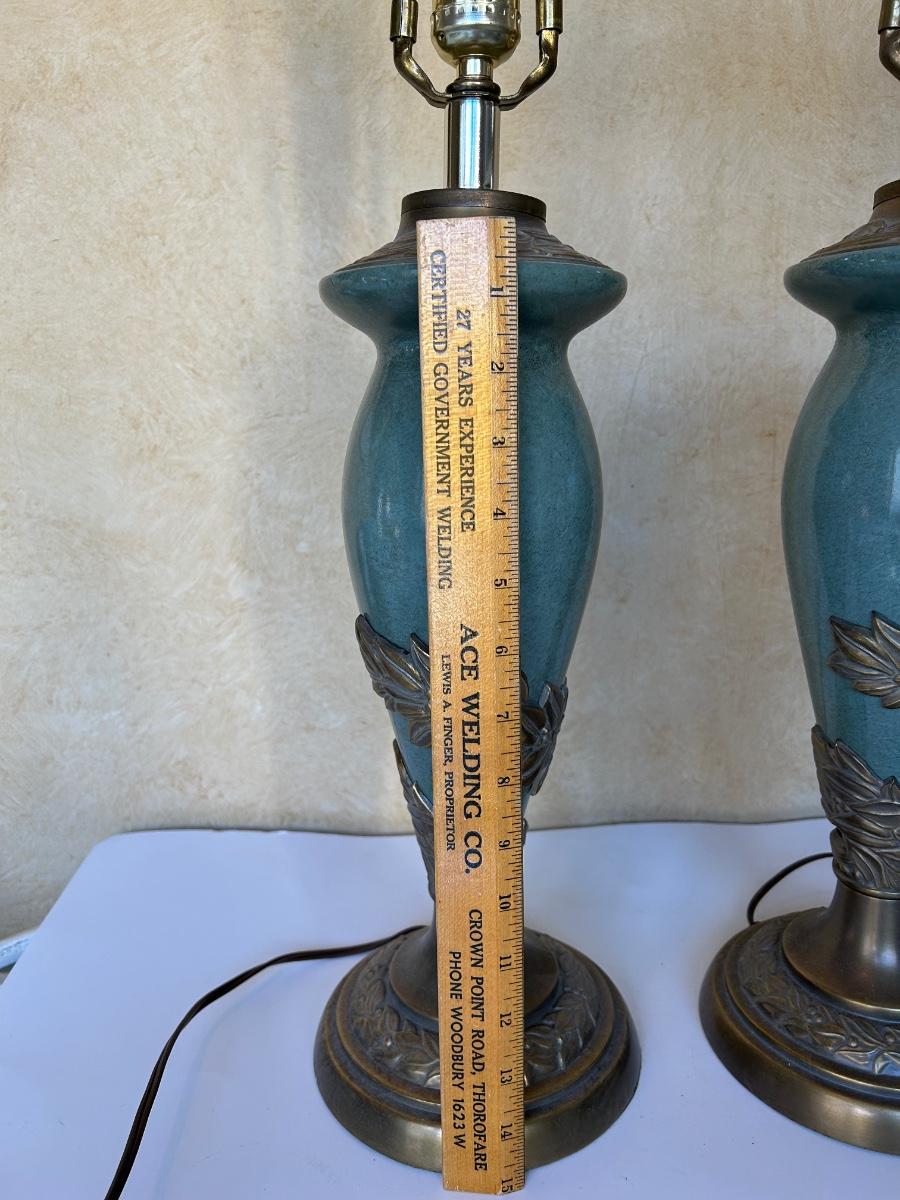 27 YEARS EXPERIENCE
CERTIFIED GOVERNMENT WELDING
ACE WELDING CO.
LEWIS A. FINGER, PROPRIETOR
CROWN POINT ROAD, THOROFARE
PHONE WOODBURY 1623 W
1 2 3 4 5 6 7 8 9 10 11 12 13 14 15